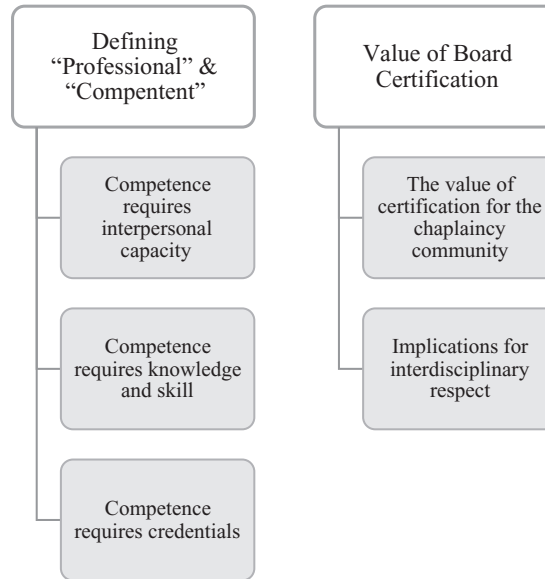 Defining
“Professional” &
“Compentent”
Competence
requires
interpersonal
capacity
Competence
requires knowledge
and skill
Competence
requires credentials
Value of Board
Certification
The value of
certification for the
chaplaincy
community
Implications for
interdisciplinary
respect